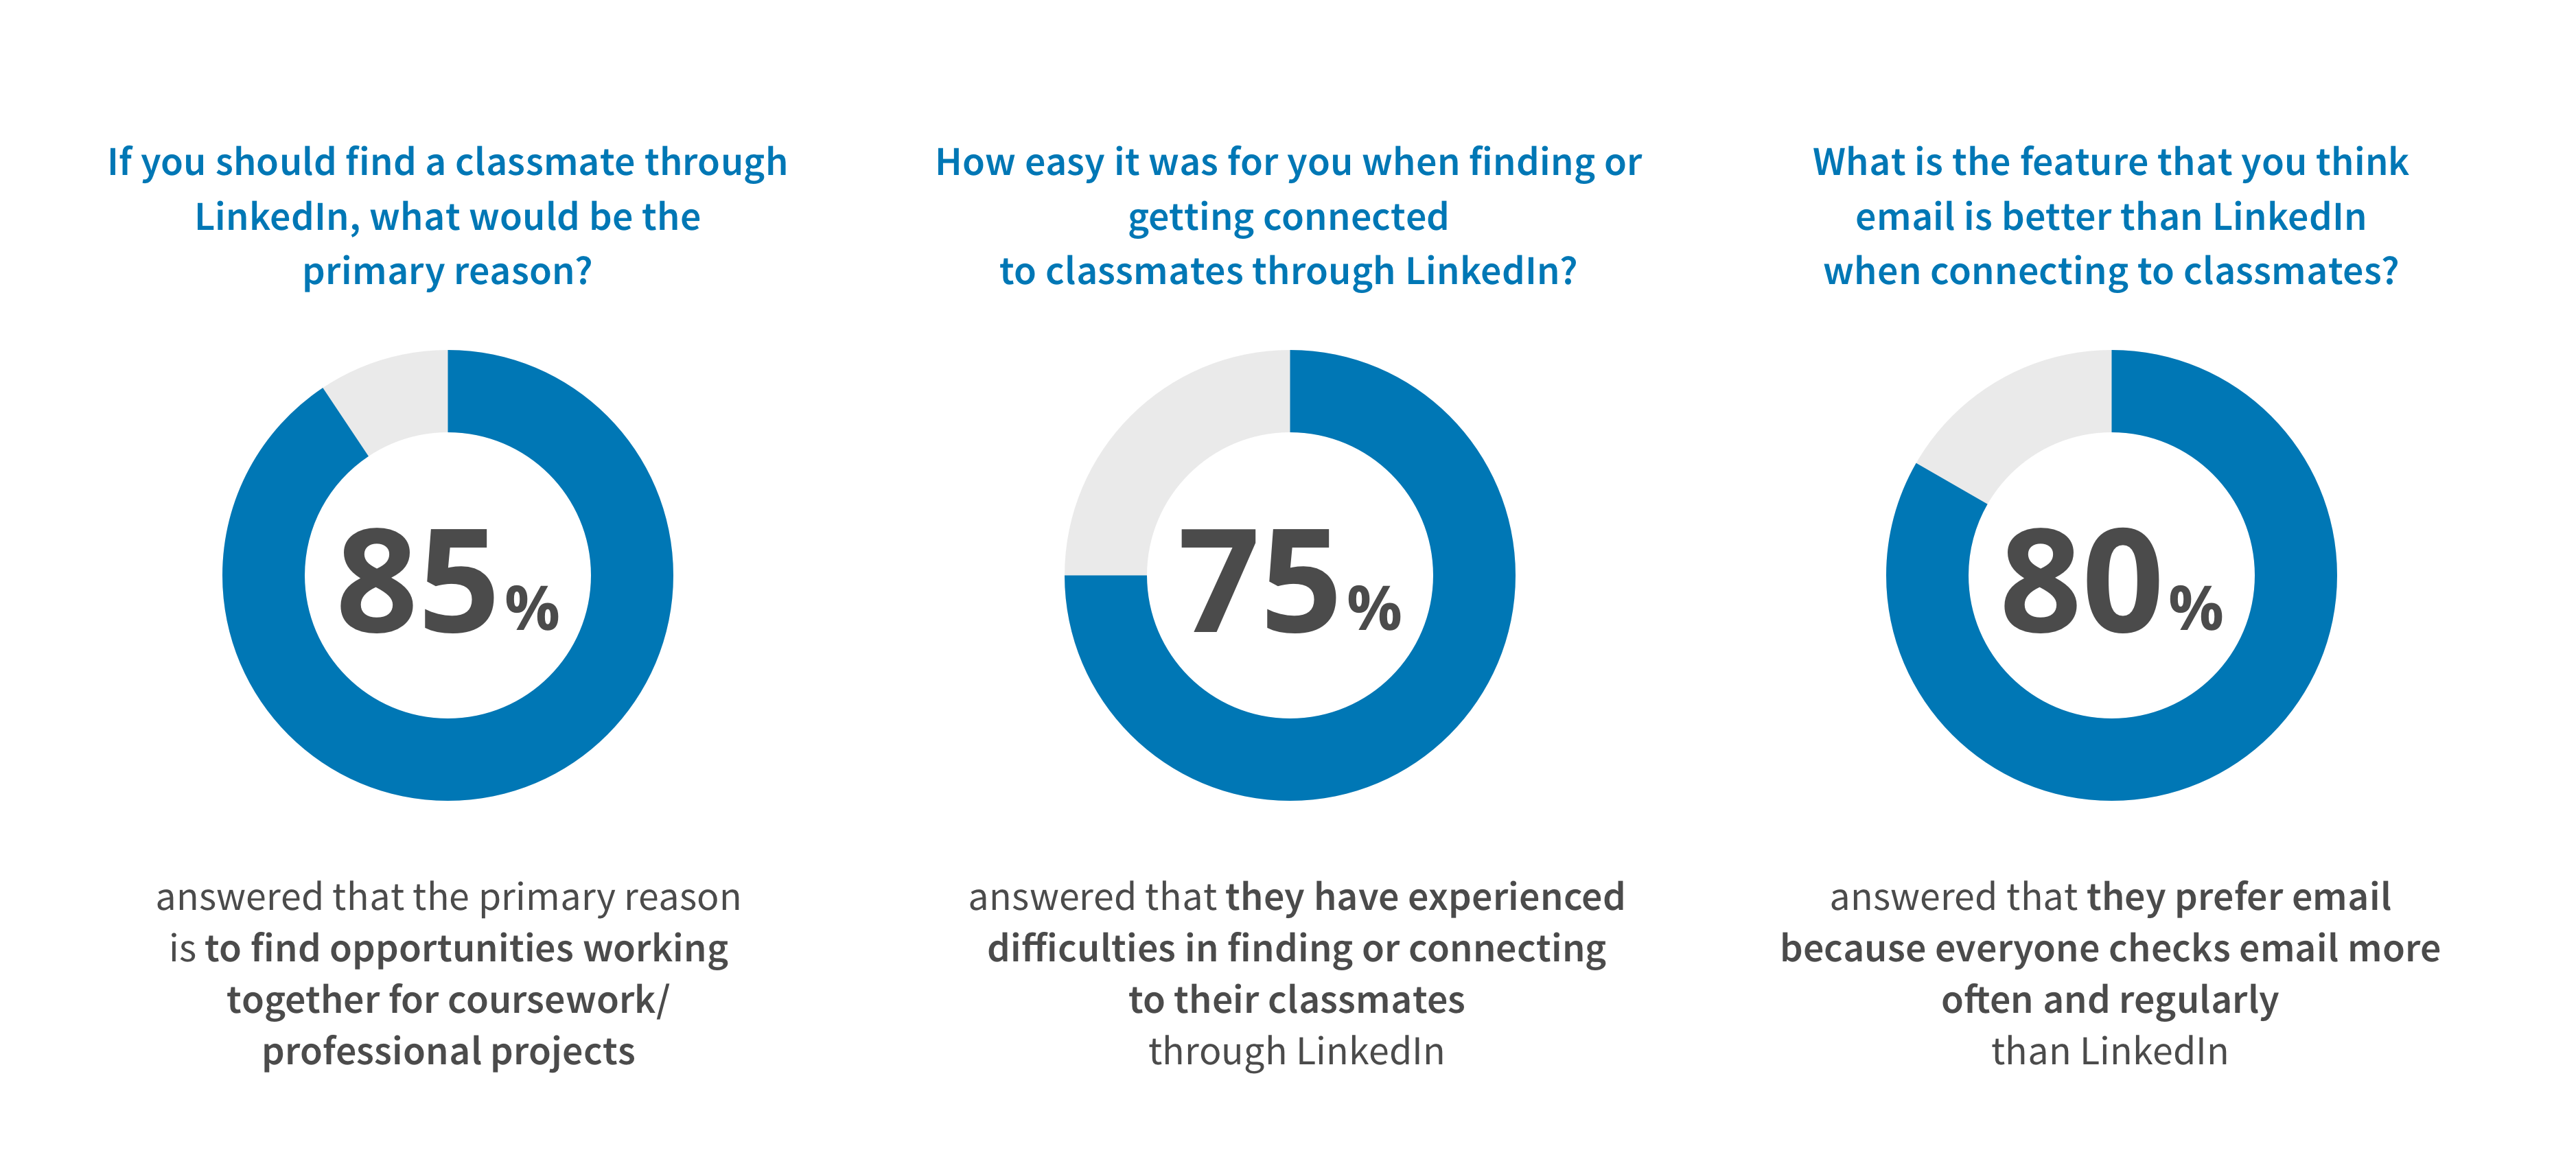 If you should find a classmate through
LinkedIn, what would be the
primary reason?
85%
answered that the primary reason
is to find opportunities working
together for coursework/
professional projects
How easy it was for you when finding or
getting connected
to classmates through LinkedIn?
75%
answered that they have experienced
difficulties in finding or connecting
to their classmates
through LinkedIn
What is the feature that you think
email is better than LinkedIn
when connecting to classmates?
80%
answered that they prefer email
because everyone checks email more
often and regularly
than LinkedIn